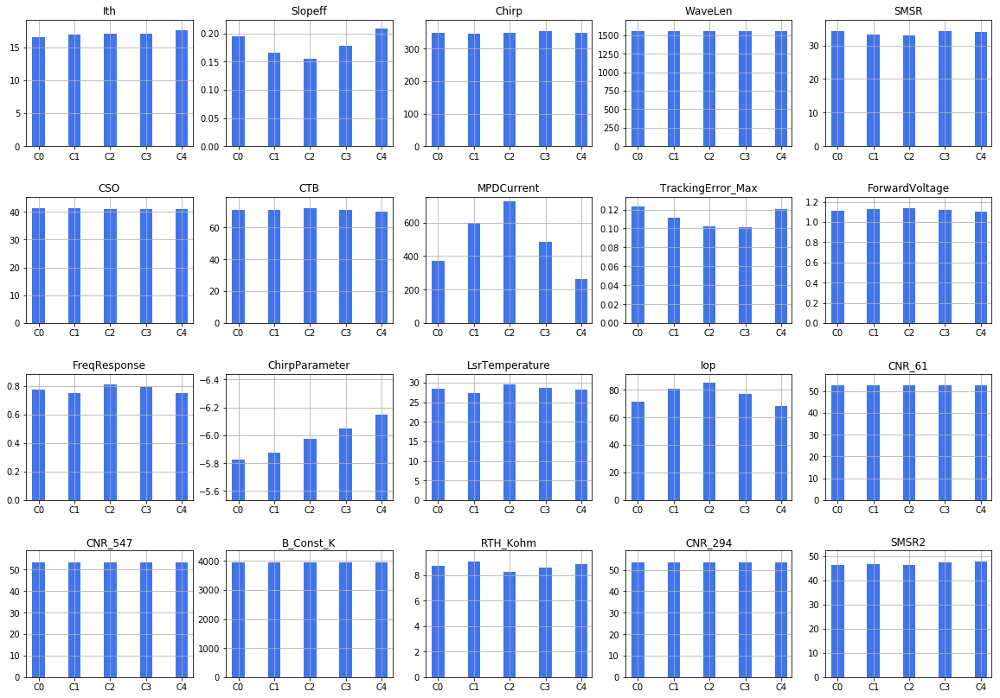 Ith
15
10
5
0
C0 C1 C2 C3 C4
Slopeff
0.20
0.15
0.10
0.05
0.00
C0 C1 C2 C3 C4
Chirp
300
200
100
0
C0 C1 C2 C3 C4
WaveLen
1500
1250
1000
750
500
250
0
C0 C1 C2 C3 C4
SMSR
30
20
10
0
C0 C1 C2 C3 C4
CSO
40
30
20
10
0
C0 C1 C2 C3 C4
CTB
60
40
20
0
C0 C1 C2 C3 C4
MPDCurrent
600
400
200
0
C0 C1 C2 C3 C4
TrackingError_Max
0.12
0.10
0.08
0.06
0.04
0.02
0.00
C0 C1 C2 C3 C4
ForwardVoltage
1.2
1.0
0.8
0.6
0.4
0.2
0.0
C0 C1 C2 C3 C4
FreqResponse
0.8
0.6
0.4
0.2
0.0
C0 C1 C2 C3 C4
ChirpParameter
−6.4
−6.2
−6.0
−5.8
−5.6
C0 C1 C2 C3 C4
LsrTemperature
30
25
20
15
10
5
0
C0 C1 C2 C3 C4
Iop
80
60
40
20
0
C0 C1 C2 C3 C4
CNR_61
50
40
30
20
10
0
C0 C1 C2 C3 C4
CNR_547
50
40
30
20
10
0
C0 C1 C2 C3 C4
B_Const_K
4000
3000
2000
1000
0
C0 C1 C2 C3 C4
RTH_Kohm
8
6
4
2
0
C0 C1 C2 C3 C4
CNR_294
50
40
30
20
10
0
C0 C1 C2 C3 C4
SMSR2
50
40
30
20
10
0
C0 C1 C2 C3 C4